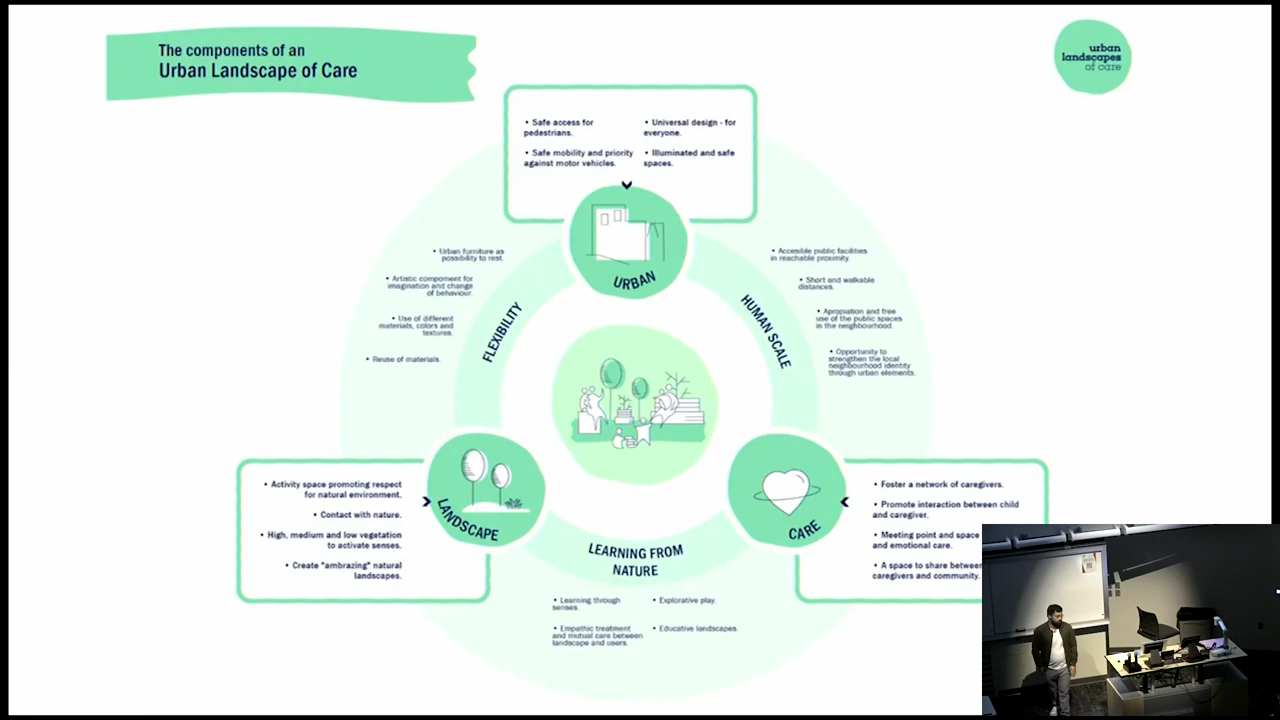 The components of an
Urban Landscape of Care
urban
landscapes
of care
• Safe access for
pedestrians.
• Safe mobility and priority
against motor vehicles.
• Universal design - for
everyone.
• Illuminated and safe
spaces.
URBAN
• Urban furniture as
possibility to rest.
• Artistic compoment for
imagination and change
of behaviour.
• Use of different
materials, colors and
textures.
• Reuse of materials.
FLEXIBILITY
HUMAN SCALE
• Accesible public facilities
in reachable proximity.
• Short and walkable
distances.
• Apropiation and free
use of the public spaces
in the neighbourhood.
• Opportunity to
strengthen the local
neighbourhood identity
through urban elements.
• Activity space promoting respect
for natural environment.
• Contact with nature.
• High, medium and low vegetation
to activate senses.
• Create "ambrazing" natural
landscapes.
LANDSCAPE
CARE
• Foster a network of caregivers.
• Promote interaction between child
and caregiver.
• Meeting point and space
and emotional care.
• A space to share between
caregivers and community.
LEARNING FROM
NATURE
• Learning through
senses.
• Empathic treatment
and mutual care between
landscape and users.
• Explorative play.
• Educative landscapes.